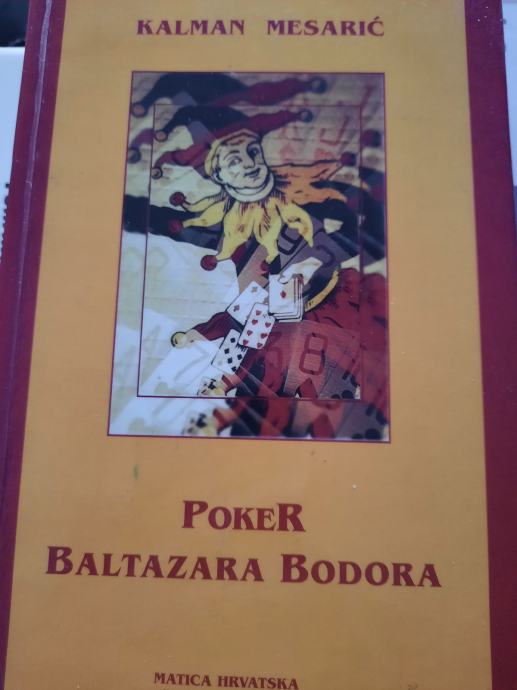 KALMAN MESARIĆ
POKER
BALTAZARA BODORA
MATICA HRVATSKA